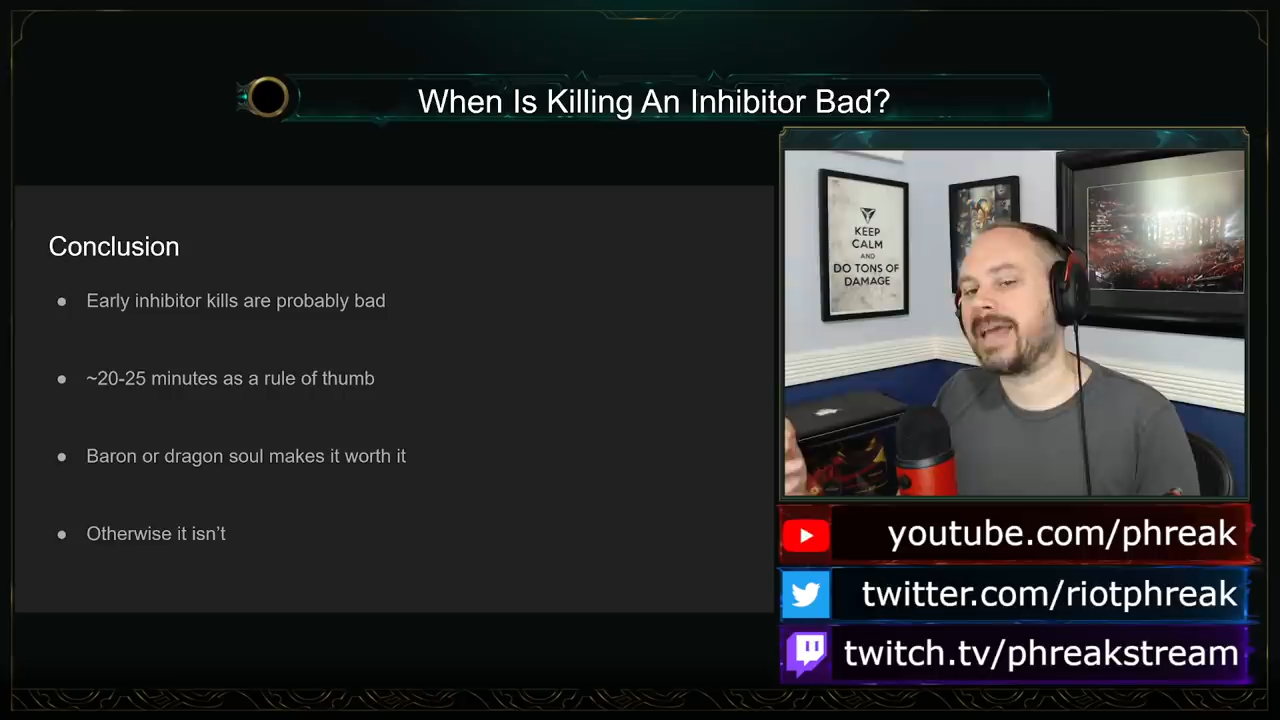 When Is Killing An Inhibitor Bad?
Conclusion
● Early inhibitor kills are probably bad
● ~20-25 minutes as a rule of thumb
● Baron or dragon soul makes it worth it
● Otherwise it isn’t
KEEP
CALM
AND
DO TONS OF
DAMAGE
youtube.com/phreak
twitter.com/riotphreak
twitch.tv/phreakstream